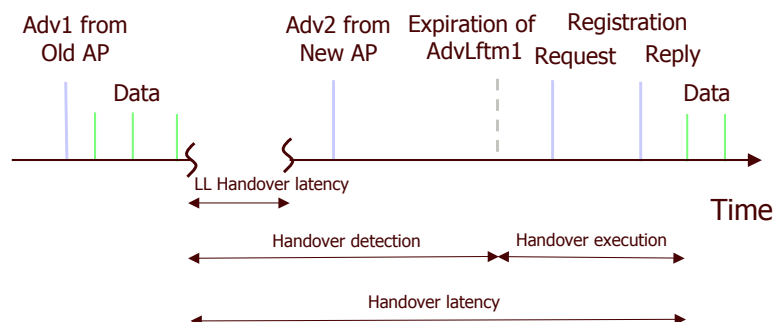 Adv1 from
Old AP
Data
Adv2 from
New AP
Expiration of
AdvLftm1
Registration
Request
Reply
Data
LL Handover latency
Time
Handover detection
Handover execution
Handover latency